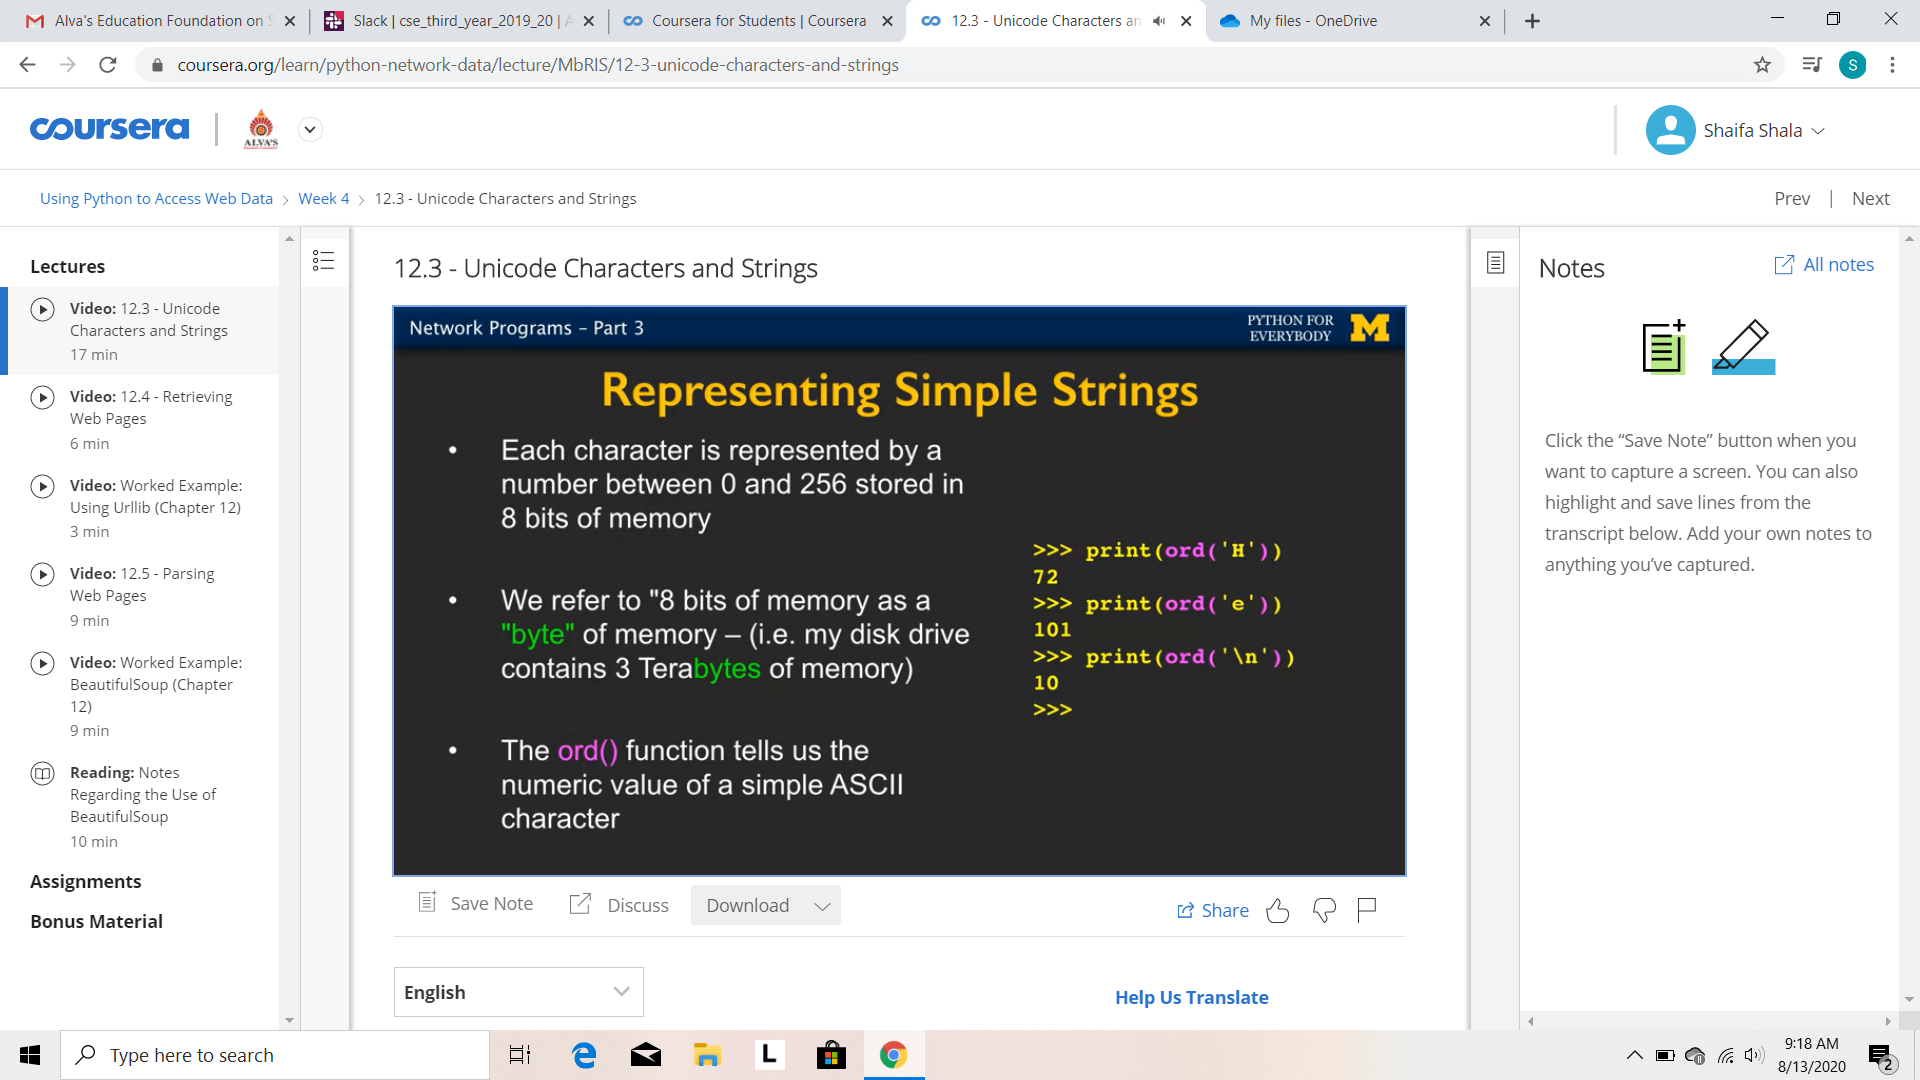 Alva's Education Foundation on S
Slack | cse_third_year_2019_20 | A
Coursera for Students | Coursera
12.3 - Unicode Characters an
My files - OneDrive
coursera.org/learn/python-network-data/lecture/MbRIS/12-3-unicode-characters-and-strings
S
coursera
ALVA'S
Shaifa Shala
Using Python to Access Web Data > Week 4 > 12.3 - Unicode Characters and Strings
Prev | Next
Lectures
Video: 12.3 - Unicode
Characters and Strings
17 min
Video: 12.4 - Retrieving
Web Pages
6 min
Video: Worked Example:
Using Urllib (Chapter 12)
3 min
Video: 12.5 - Parsing
Web Pages
9 min
Video: Worked Example:
BeautifulSoup (Chapter
12)
9 min
Reading: Notes
Regarding the Use of
BeautifulSoup
10 min
Assignments
Bonus Material
12.3 - Unicode Characters and Strings
Network Programs – Part 3
PYTHON FOR
EVERYBODY
M
Representing Simple Strings
• Each character is represented by a
number between 0 and 256 stored in
8 bits of memory
• We refer to "8 bits of memory as a
"byte" of memory – (i.e. my disk drive
contains 3 Terabytes of memory)
• The ord() function tells us the
numeric value of a simple ASCII
character
>>> print(ord('H'))
72
>>> print(ord('e'))
101
>>> print(ord('\n'))
10
>>>
Save Note
Discuss
Download
Share
English
Help Us Translate
Notes
All notes
Click the “Save Note” button when you
want to capture a screen. You can also
highlight and save lines from the
transcript below. Add your own notes to
anything you’ve captured.
Type here to search
L
9:18 AM
8/13/2020
2